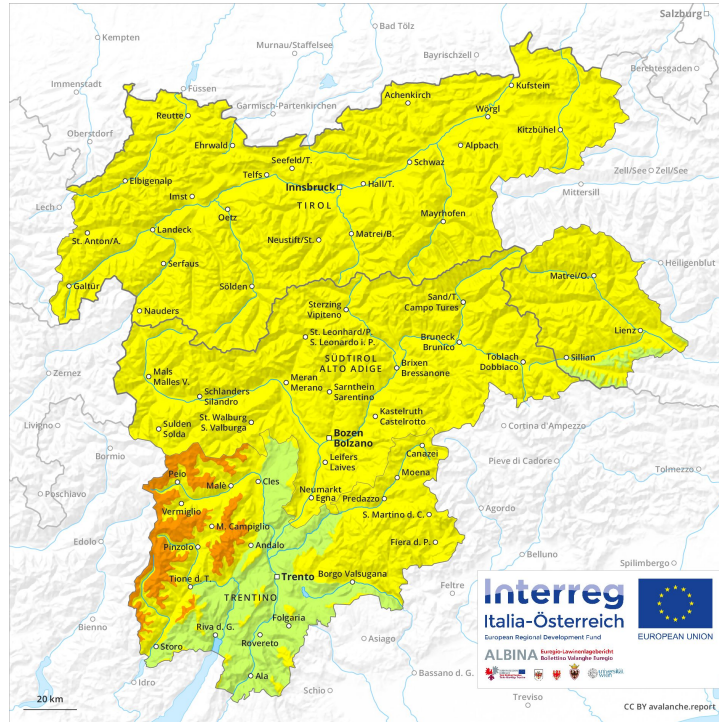 Salzburg
Bad Tölz
Kempten
Murnau/Staffelsee
Bayrischzell
Berchtesgaden
Immenstadt
Füssen
Kufstein
Achenkirch
Garmisch-Partenkirchen
Reutte
Wörgl
Oberstdorf
Ehrwald
Kitzbühel
Alpbach
Seefeld/T.
Schwaz
Telfs
Zell/See
Zell/See
Elbigenalp
Innsbruck
Hall/T.
Mittersill
Imst
TIROL
Lech
Oetz
Mayrhofen
Landeck
St. Anton/A.
Neustift/St.
Matrei/B.
Heiligenblut
Serfaus
Matrei/O.
Galtür
Sölden
Sand/T.
Campo Tures
Nauders
Sterzing
Vipiteno
Lienz
St. Leonhard/P.
S. Leonardo i. P.
Bruneck
Brunico
Toblach
Dobbiaco
Sillian
SÜDTIROL
ALTO ADIGE
Brixen
Bressanone
Zernez
Mals
Malles V.
Meran
Merano
Sarnthein
Sarentino
Schlanders
Silandro
Kastelruth
Castelrotto
St. Walburg
S. Valburga
Sulden
Solda
Cortina d'Ampezzo
Livigno
Bozen
Bolzano
Bormio
Canazei
Pieve di Cadore
Leifers
Laives
Moena
Tolmezzo
Peio
Malè
Cles
Neumarkt
Egna
Predazzo
Poschiavo
Vermiglio
Agordo
S. Martino d. C.
M. Campiglio
Edolo
Pinzolo
Andalo
Fiera d. P.
Belluno
Spilimbergo
Trento
Borgo Valsugana
Tione d. T.
Feltre
TRENTINO
Bienno
Riva d. G.
Folgaria
Rovereto
Asiago
Storo
Ala
Idro
Schio
Bassano d. G.
Treviso
20 km
Interreg
Italia-Österreich
European Regional Development Fund
EUROPEAN UNION
ALBINA
Euregio-Lawinenlagebericht
Bollettino Valanghe Euregio
universität
wien
CC BY avalanche.report